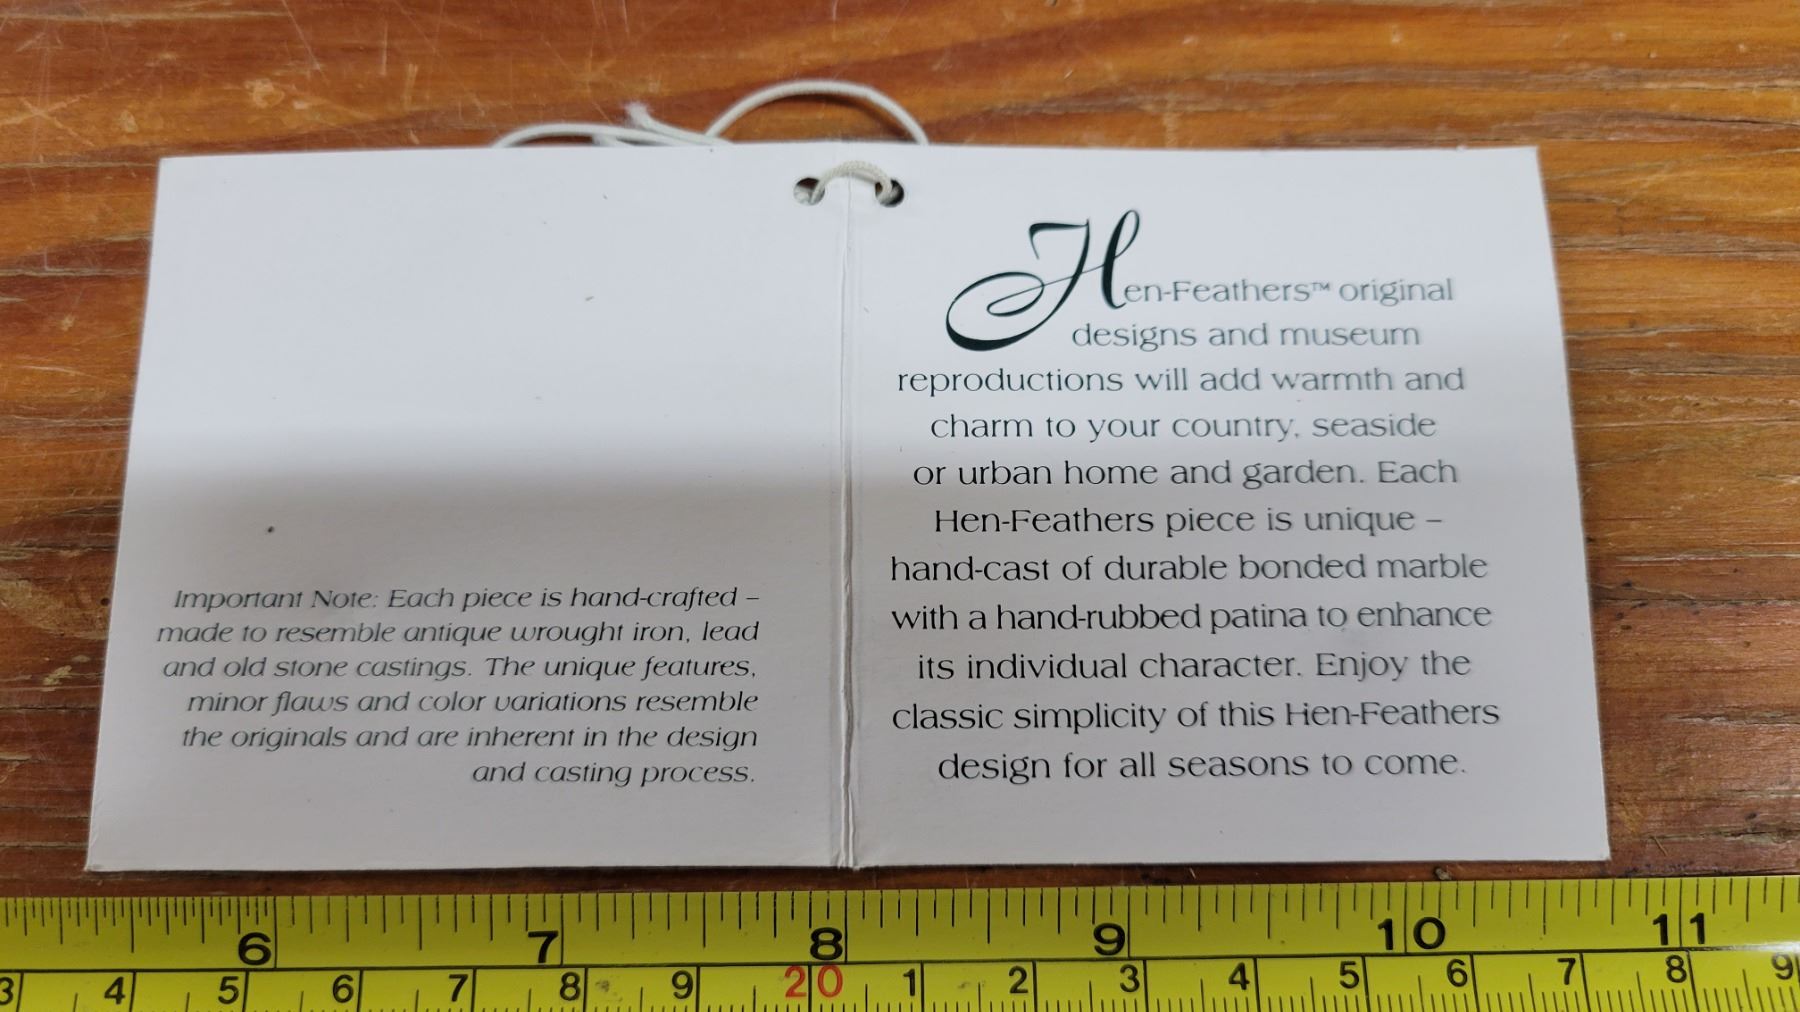 Important Note: Each piece is hand-crafted –
made to resemble antique wrought iron, lead
and old stone castings. The unique features,
minor flaws and color variations resemble
the originals and are inherent in the design
and casting process.
Hen-Feathers™ original
designs and museum
reproductions will add warmth and
charm to your country, seaside
or urban home and garden. Each
Hen-Feathers piece is unique –
hand-cast of durable bonded marble
with a hand-rubbed patina to enhance
its individual character. Enjoy the
classic simplicity of this Hen-Feathers
design for all seasons to come.
6 7 8 9 10 11
3 4 5 6 7 8 9 20 1 2 3 4 5 6 7 8 9